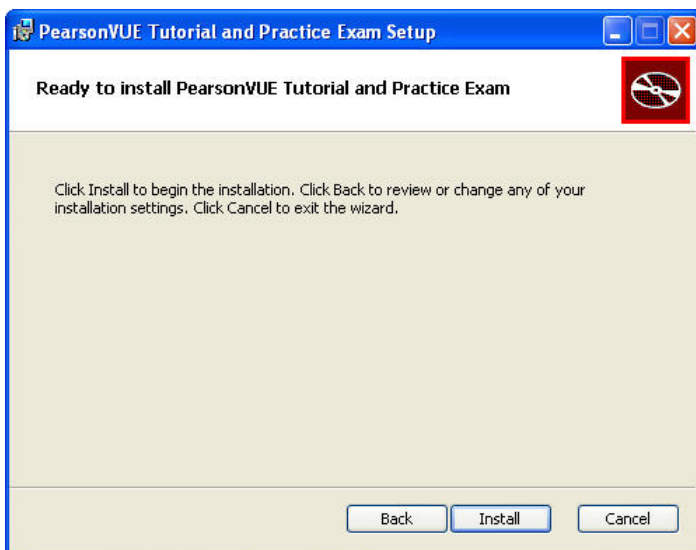 PearsonVUE Tutorial and Practice Exam Setup
Ready to install PearsonVUE Tutorial and Practice Exam
Click Install to begin the installation. Click Back to review or change any of your
installation settings. Click Cancel to exit the wizard.
Back Install Cancel